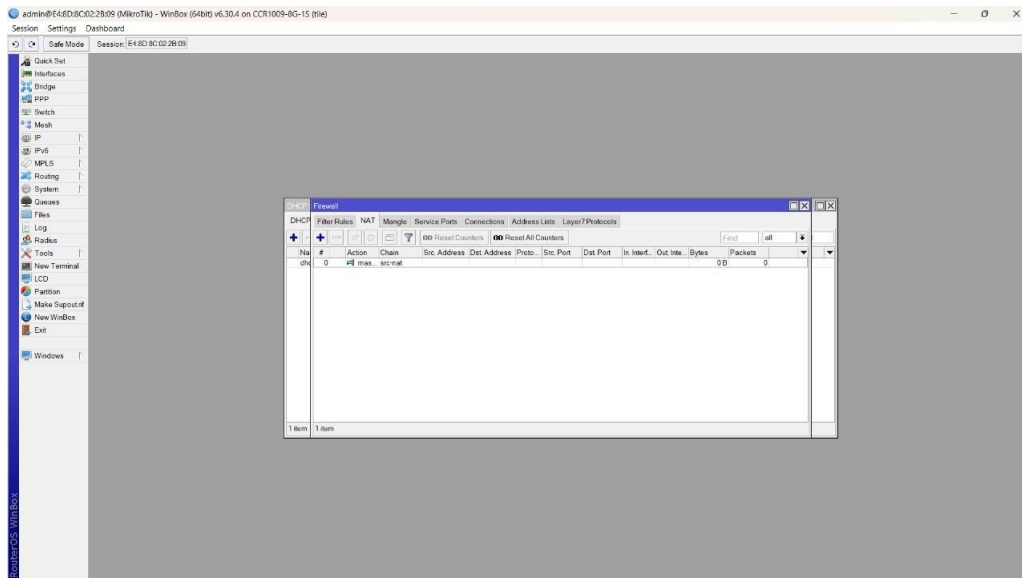 admin@E4:8D:8C:02:2B:09 (MikroTik) - WinBox (64bit) v6.30.4 on CCR1009-8G-1S (tile)
Session Settings Dashboard
Safe Mode Session: E4:8D:8C:02:2B:09
Quick Set
Interfaces
Bridge
PPP
Switch
Mesh
IP
IPv6
MPLS
Routing
System
Queues
Files
Log
Radius
Tools
New Terminal
LCD
Partition
Make Supout.rif
New WinBox
Exit
Windows
RouterOS WinBox
DHCP Firewall
DHCP Filter Rules NAT Mangle Service Ports Connections Address Lists Layer7 Protocols
00 Reset Counters 00 Reset All Counters Find all
Na # Action Chain Src. Address Dst. Address Proto... Src. Port Dst. Port In. Interf... Out. Inte... Bytes Packets
dhc 0 mas... src-nat 0 B 0
1 item 1 item